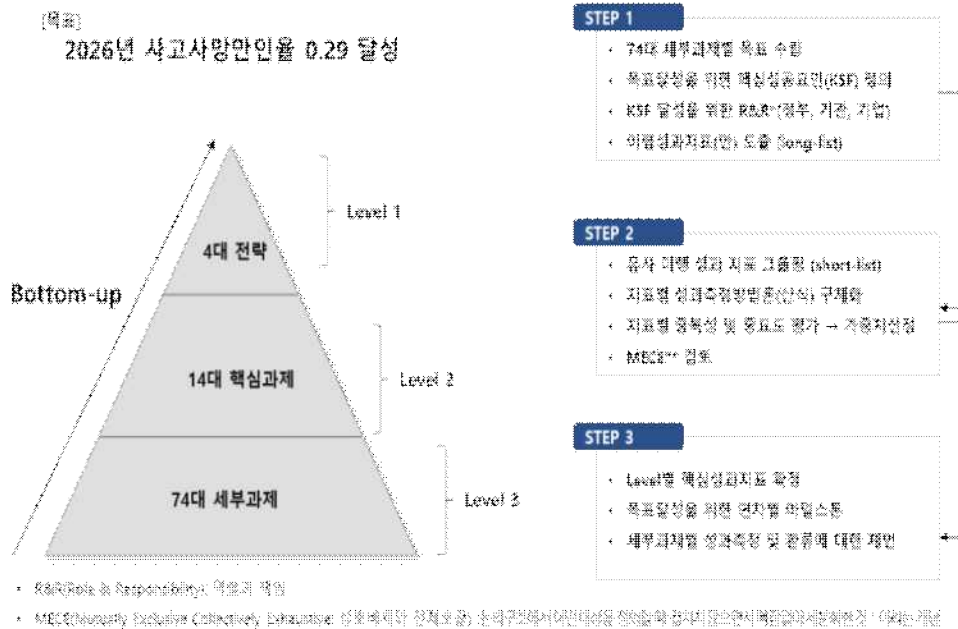 [목표]
2026년 사고사망만인율 0.29 달성
Bottom-up
4대 전략
14대 핵심과제
74대 세부과제
Level 1
Level 2
Level 3
STEP 1
• 74대 세부과제별 목표 수립
• 목표달성을 위한 핵심성공요인(KSF) 정의
• KSF 달성을 위한 R&R*(정부, 기관, 기업)
• 이행성과지표(안) 도출 (long-list)
STEP 2
• 유사 이행 성과 지표 그룹핑 (short-list)
• 지표별 성과측정방법론(산식) 구체화
• 지표별 중복성 및 중요도 평가 → 가중치산정
• MECE** 검토
STEP 3
• Level별 핵심성과지표 확정
• 목표달성을 위한 연차별 마일스톤
• 세부과제별 성과측정 및 환류에 대한 제언
• R&R(Role & Responsibility): 역할과 책임
• MECE(Mutually Exclusive Collectively Exhaustive: